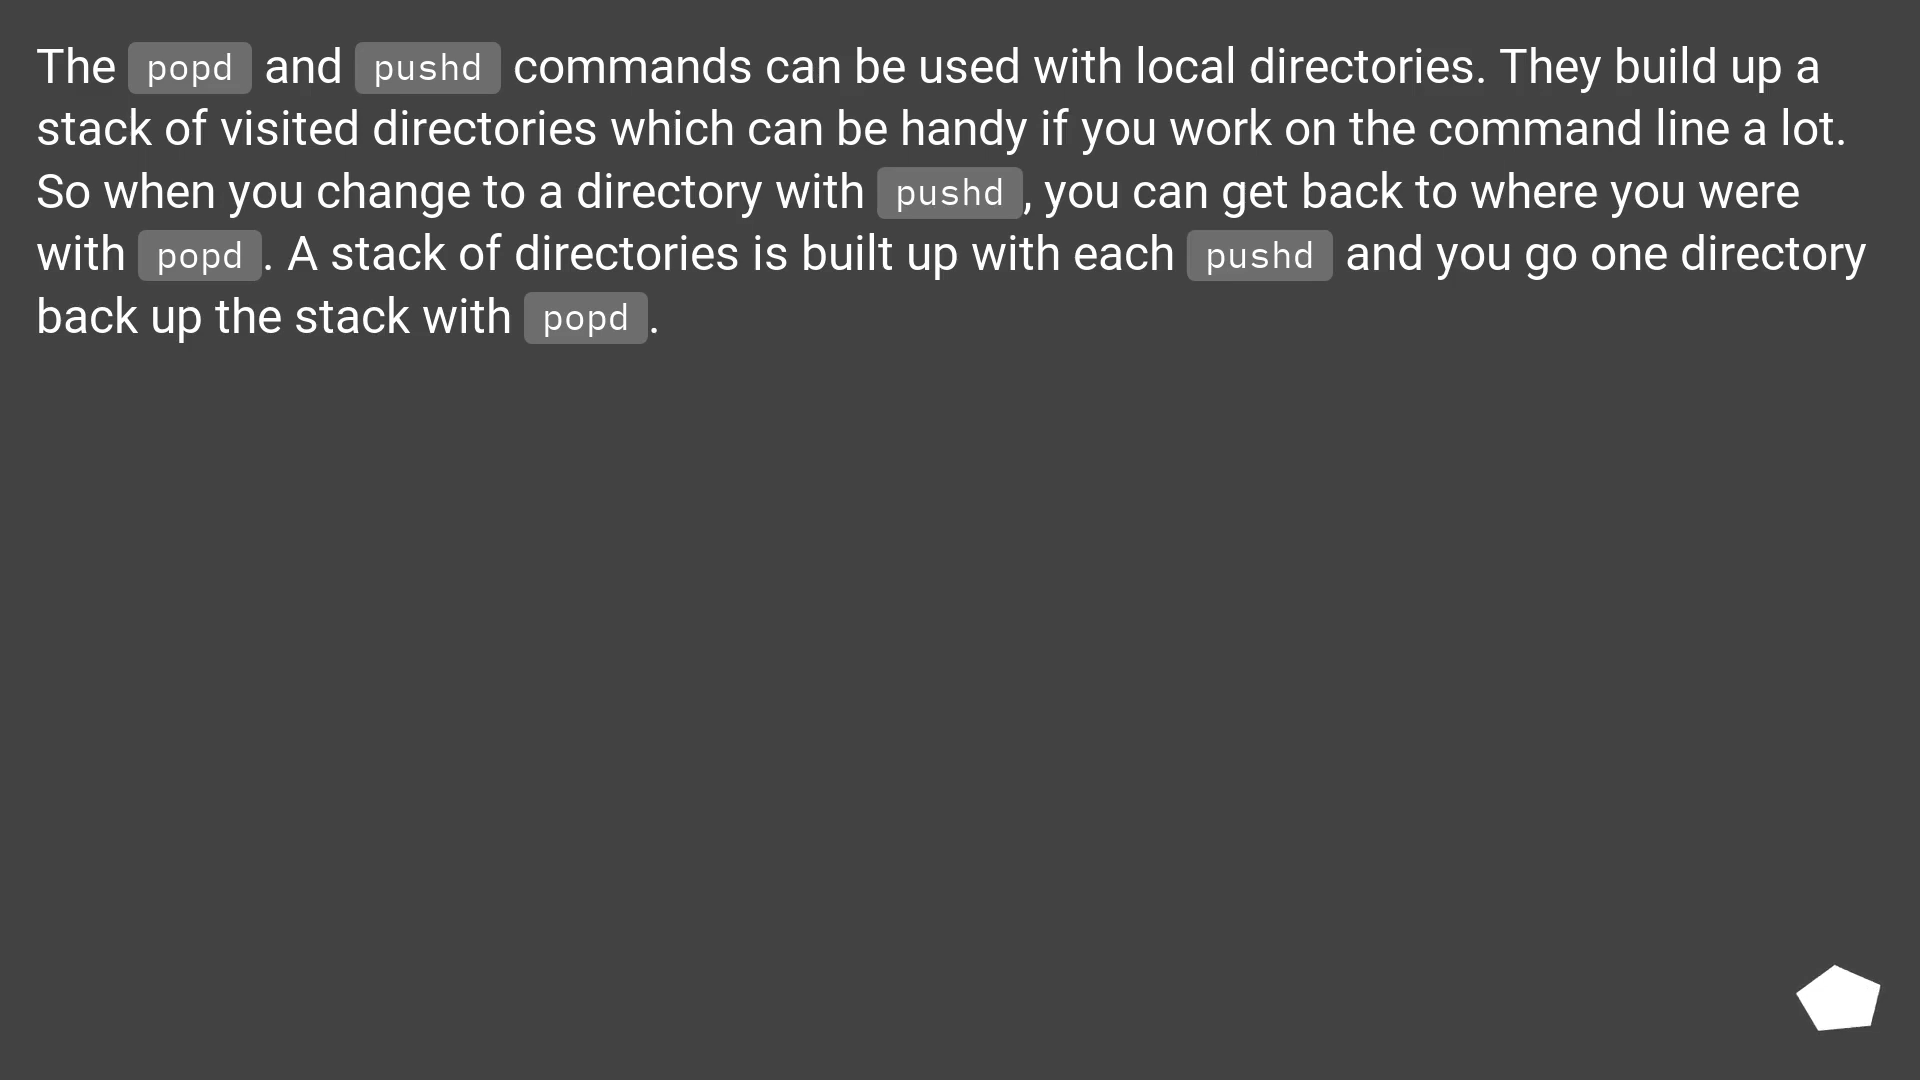 The popd and pushd commands can be used with local directories. They build up a
stack of visited directories which can be handy if you work on the command line a lot.
So when you change to a directory with pushd, you can get back to where you were
with popd. A stack of directories is built up with each pushd and you go one directory
back up the stack with popd.